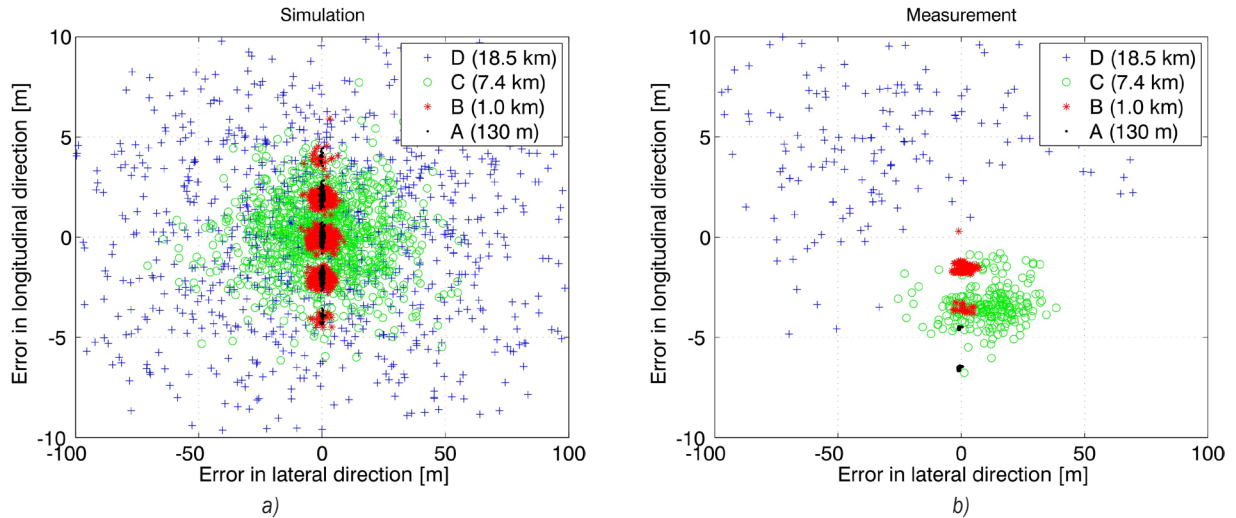 Simulation
10
5
0
-5
-10
-100
-50
0
50
100
Error in longitudinal direction [m]
Error in lateral direction [m]
D (18.5 km)
C (7.4 km)
B (1.0 km)
A (130 m)
a)
Measurement
10
5
0
-5
-10
-100
-50
0
50
100
Error in longitudinal direction [m]
Error in lateral direction [m]
D (18.5 km)
C (7.4 km)
B (1.0 km)
A (130 m)
b)